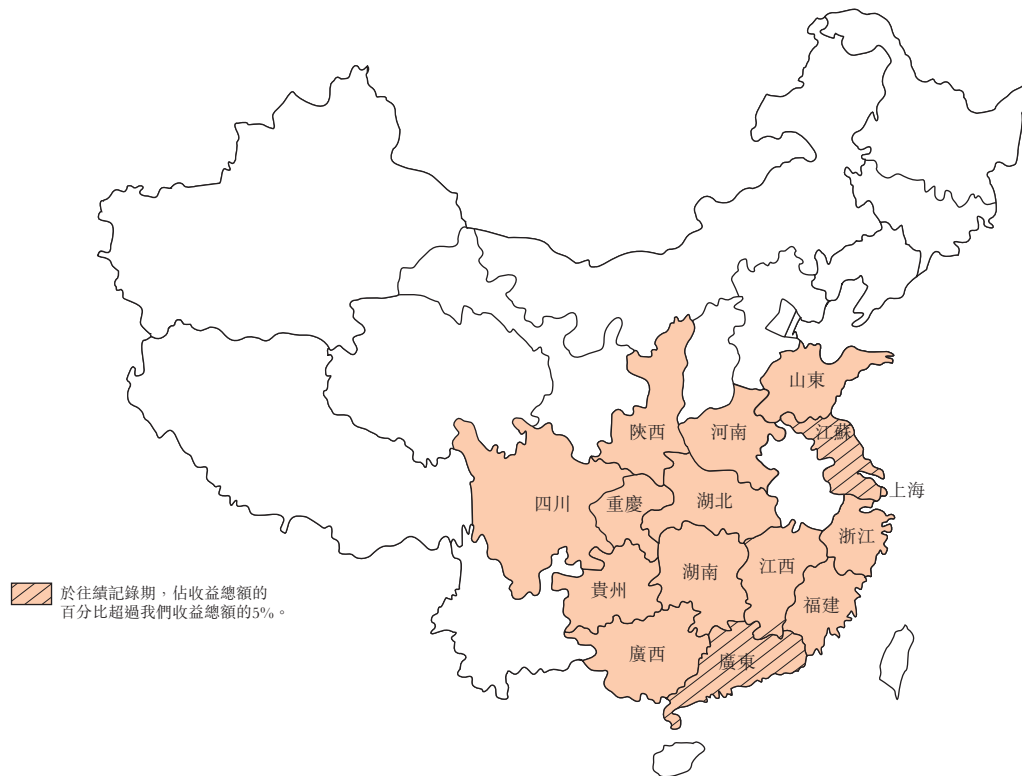 山東
陝西
河南
江蘇
上海
四川
重慶
湖北
浙江
湖南
江西
貴州
福建
廣西
廣東
於往績記錄期，佔收益總額的
百分比超過我們收益總額的5%。